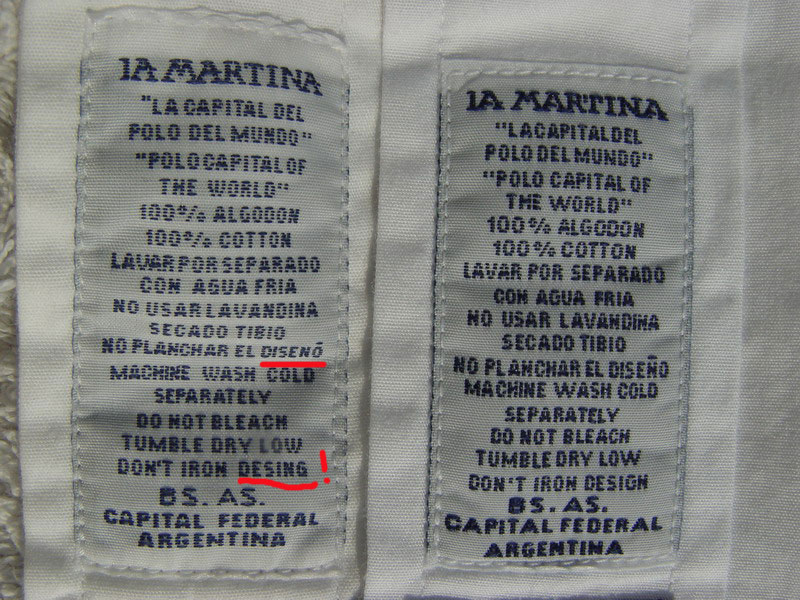 LA MARTINA
"LA CAPITAL DEL
POLO DEL MUNDO"
"POLO CAPITAL OF
THE WORLD"
100% ALGODON
100% COTTON
LAVAR POR SEPARADO
CON AGUA FRIA
NO USAR LAVANDINA
SECADO TIBIO
NO PLANCHAR EL DISENÓ
MACHINE WASH COLD
SEPARATELY
DO NOT BLEACH
TUMBLE DRY LOW
DON'T IRON DESING !
BS. AS.
CAPITAL FEDERAL
ARGENTINA
LA MARTINA
"LA CAPITAL DEL
POLO DEL MUNDO"
"POLO CAPITAL OF
THE WORLD"
100% ALGODON
100% COTTON
LAVAR POR SEPARADO
CON AGUA FRIA
NO USAR LAVANDINA
SECADO TIBIO
NO PLANCHAR EL DISEÑO
MACHINE WASH COLD
SEPARATELY
DO NOT BLEACH
TUMBLE DRY LOW
DON'T IRON DESIGN
BS. AS.
CAPITAL FEDERAL
ARGENTINA